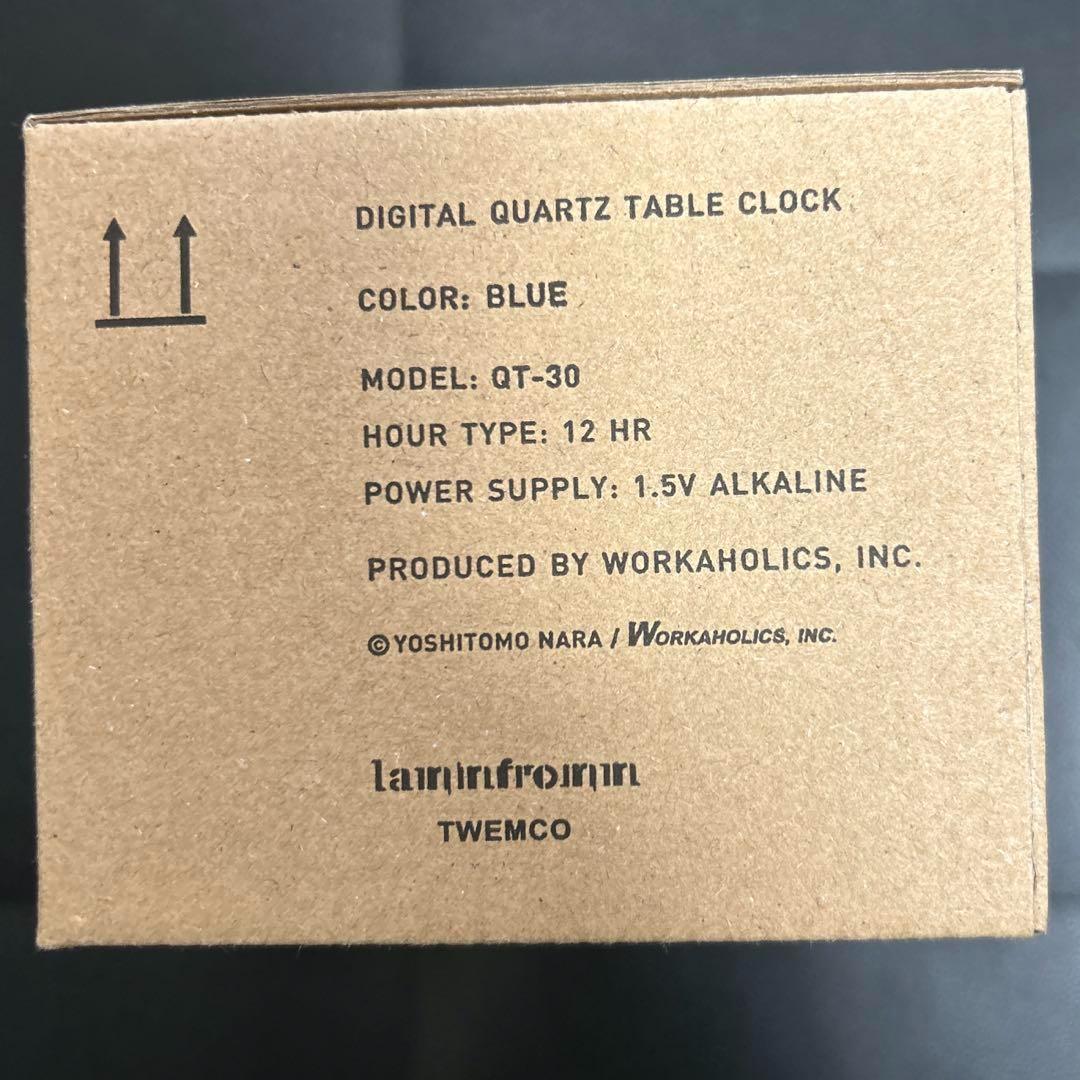 DIGITAL QUARTZ TABLE CLOCK
COLOR: BLUE
MODEL: QT-30
HOUR TYPE: 12 HR
POWER SUPPLY: 1.5V ALKALINE
PRODUCED BY WORKAHOLICS, INC.
© YOSHITOMO NARA / WORKAHOLICS, INC.
lammfromm
TWEMCO